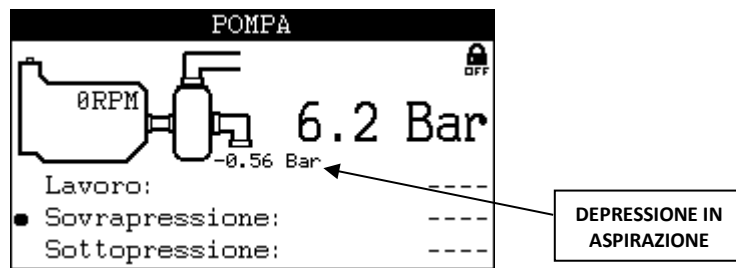 POMPA
OFF
0RPM
6.2 Bar
-0.56 Bar
Lavoro: ----
Sovrapressione: ----
Sottopressione: ----
DEPRESSIONE IN
ASPIRAZIONE